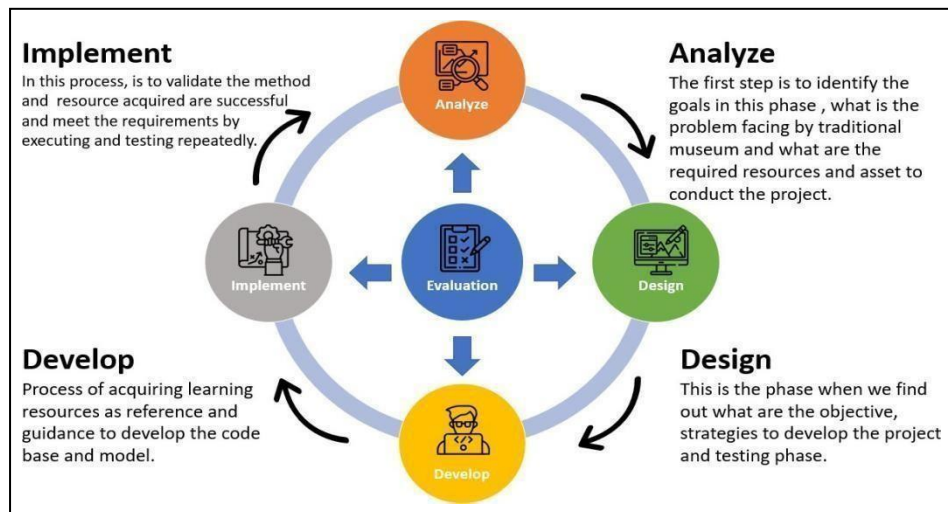 Implement
In this process, is to validate the method
and resource acquired are successful
and meet the requirements by
executing and testing repeatedly.
Analyze
Analyze
The first step is to identify the
goals in this phase , what is the
problem facing by traditional
museum and what are the
required resources and asset to
conduct the project.
Implement
Evaluation
Design
Develop
Process of acquiring learning
resources as reference and
guidance to develop the code
base and model.
Develop
Design
This is the phase when we find
out what are the objective,
strategies to develop the project
and testing phase.